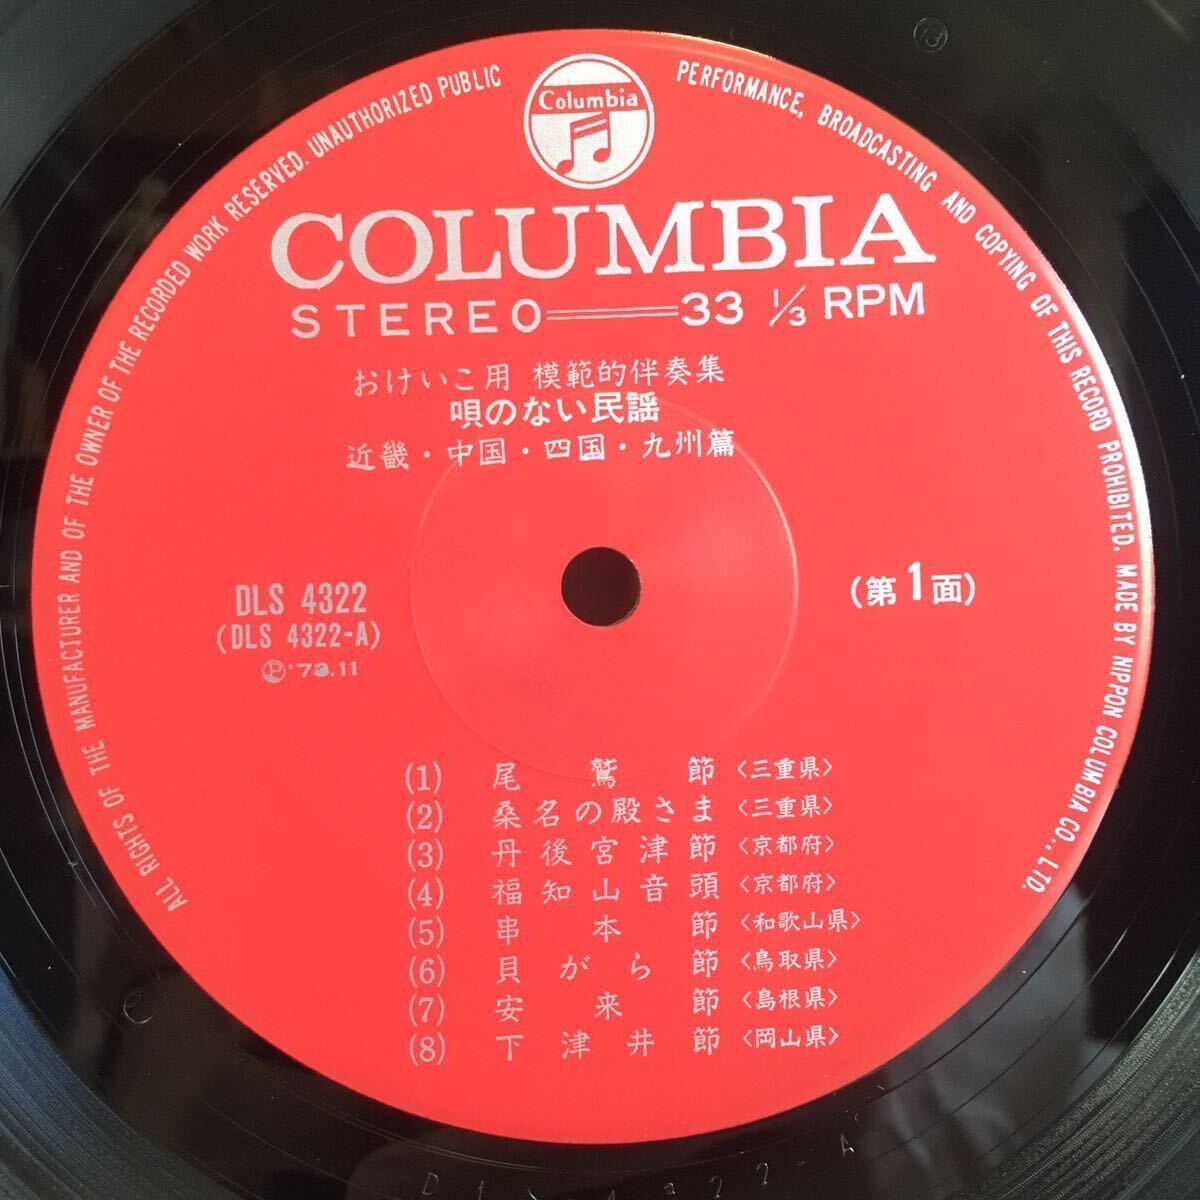 ALL RIGHTS OF THE MANUFACTURER AND OF THE OWNER OF THE RECORDED WORK RESERVED. UNAUTHORIZED PUBLIC PERFORMANCE, BROADCASTING AND COPYING OF THIS RECORD PROHIBITED. MADE BY NIPPON COLUMBIA CO., LTD.
Columbia
COLUMBIA
STEREO 33 1/3 RPM
おけいこ用 模範的伴奏集
唄のない民謡
近畿・中国・四国・九州篇
DLS 4322
(DLS 4322-A)
Ⓟ'73.11
(第1面)
(1) 尾鷲節〈三重県〉
(2) 桑名の殿さま〈三重県〉
(3) 丹後宮津節〈京都府〉
(4) 福知山音頭〈京都府〉
(5) 串本節〈和歌山県〉
(6) 貝がら節〈鳥取県〉
(7) 安来節〈島根県〉
(8) 下津井節〈岡山県〉
13
DLS 4322-A